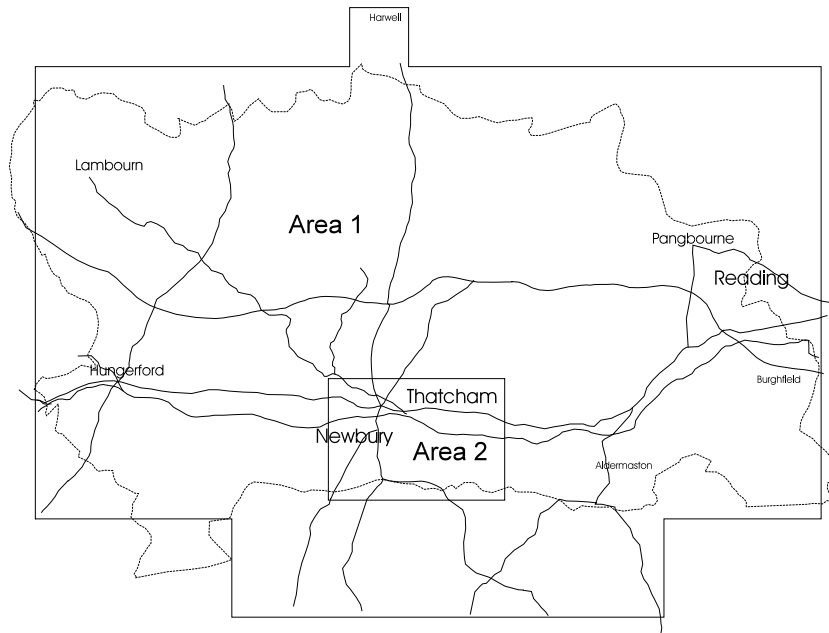 Harwell
Lambourn
Area 1
Pangbourne
Reading
Hungerford
Burghfield
Thatcham
Newbury
Area 2
Aldermaston